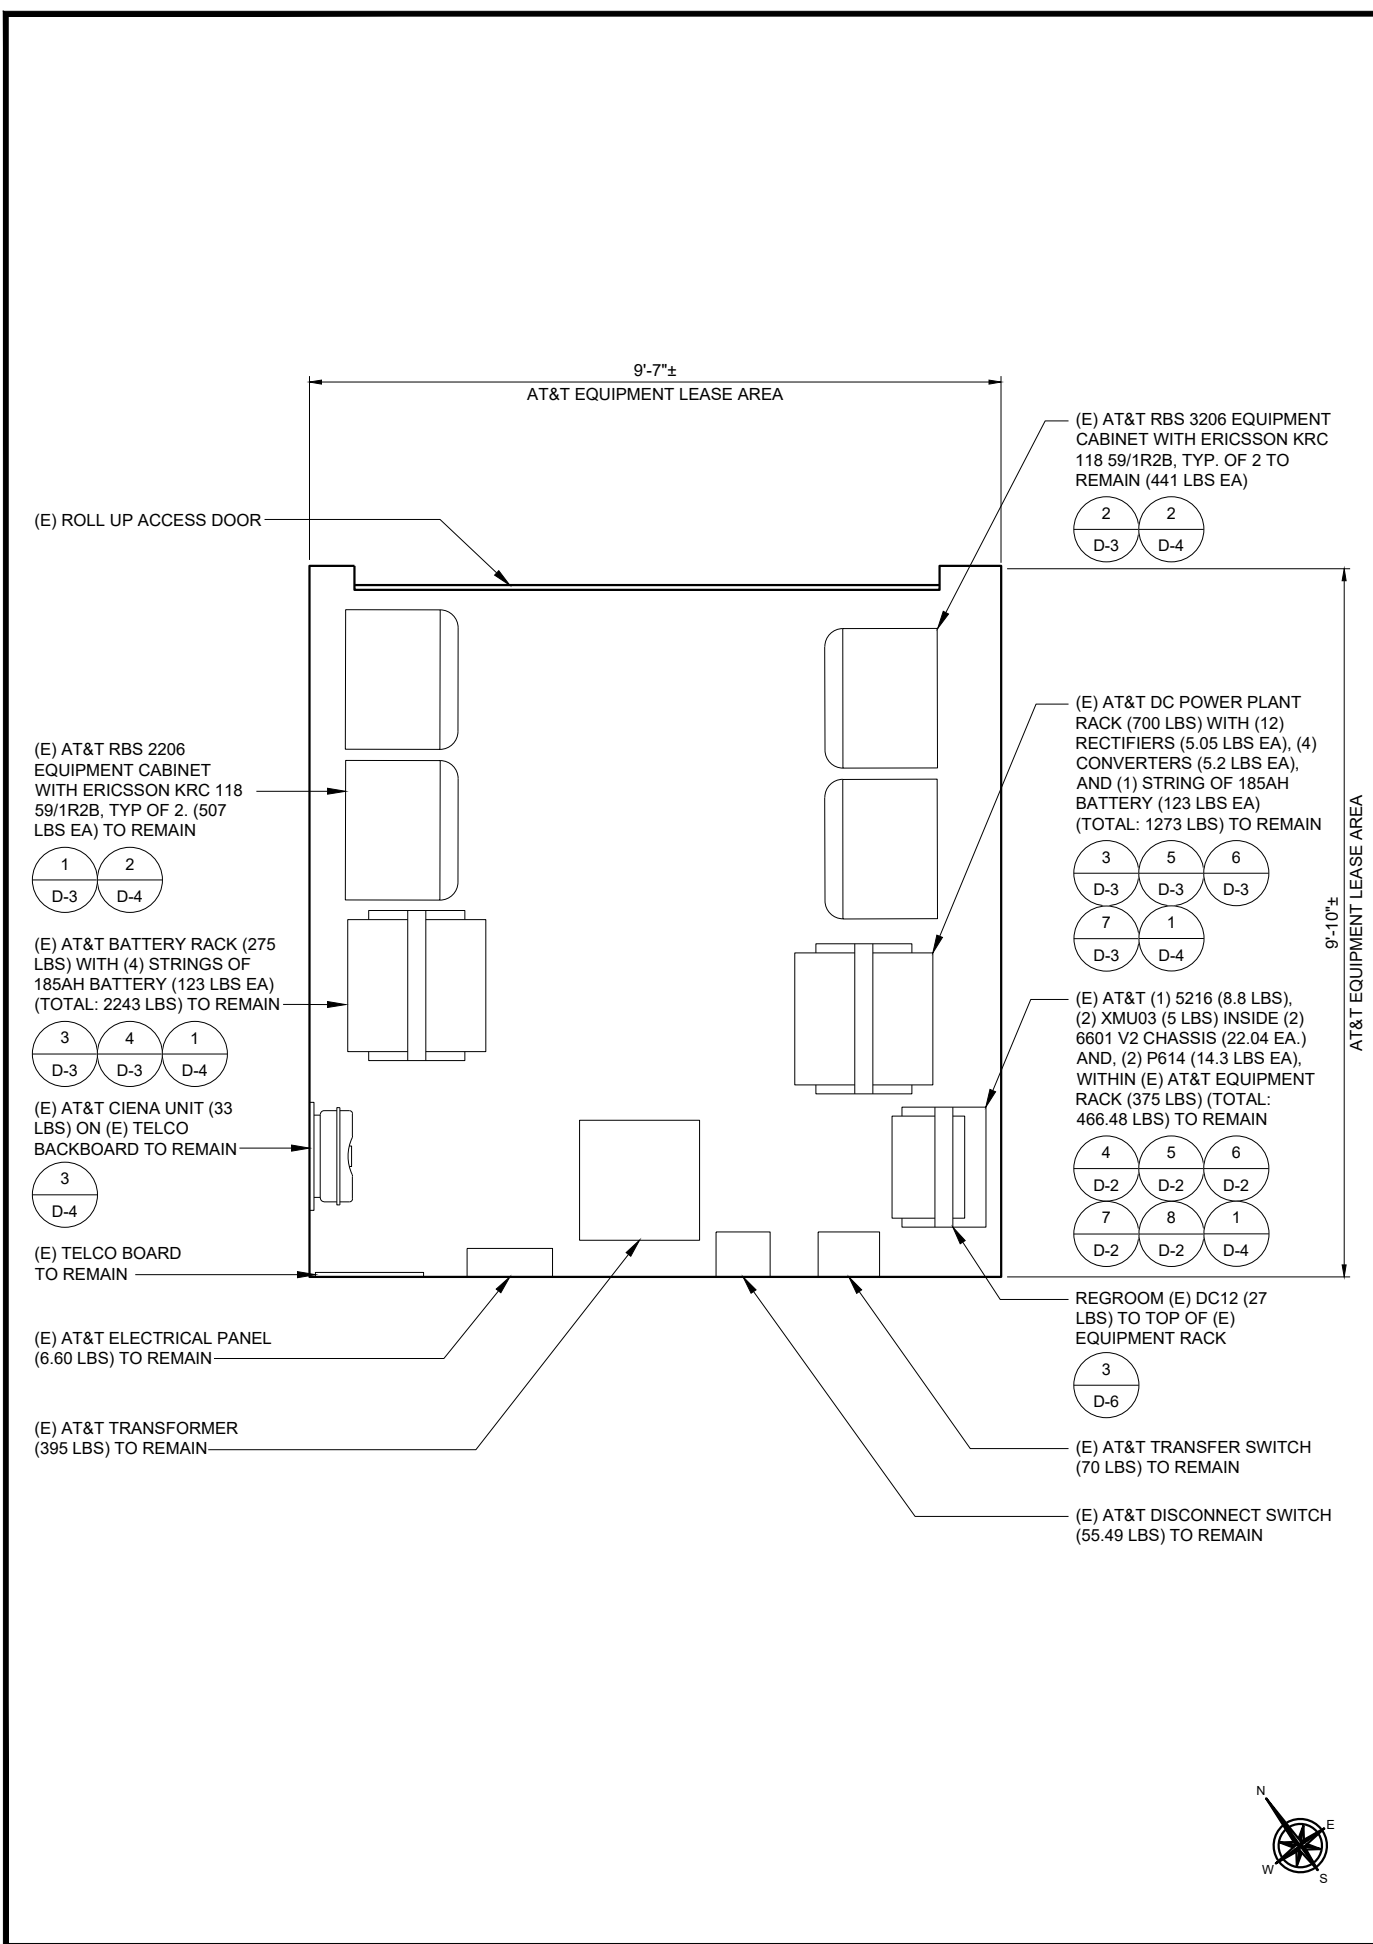 9'-7"±
AT&T EQUIPMENT LEASE AREA
(E) ROLL UP ACCESS DOOR
(E) AT&T RBS 2206
EQUIPMENT CABINET
WITH ERICSSON KRC 118
59/1R2B, TYP OF 2. (507
LBS EA) TO REMAIN
1
D-3
2
D-4
(E) AT&T BATTERY RACK (275
LBS) WITH (4) STRINGS OF
185AH BATTERY (123 LBS EA)
(TOTAL: 2243 LBS) TO REMAIN
3
D-3
4
D-3
1
D-4
(E) AT&T CIENA UNIT (33
LBS) ON (E) TELCO
BACKBOARD TO REMAIN
3
D-4
(E) TELCO BOARD
TO REMAIN
(E) AT&T ELECTRICAL PANEL
(6.60 LBS) TO REMAIN
(E) AT&T TRANSFORMER
(395 LBS) TO REMAIN
(E) AT&T RBS 3206 EQUIPMENT
CABINET WITH ERICSSON KRC
118 59/1R2B, TYP. OF 2 TO
REMAIN (441 LBS EA)
2
D-3
2
D-4
(E) AT&T DC POWER PLANT
RACK (700 LBS) WITH (12)
RECTIFIERS (5.05 LBS EA), (4)
CONVERTERS (5.2 LBS EA),
AND (1) STRING OF 185AH
BATTERY (123 LBS EA)
(TOTAL: 1273 LBS) TO REMAIN
3
D-3
5
D-3
6
D-3
7
D-3
1
D-4
(E) AT&T (1) 5216 (8.8 LBS),
(2) XMU03 (5 LBS) INSIDE (2)
6601 V2 CHASSIS (22.04 EA.)
AND, (2) P614 (14.3 LBS EA),
WITHIN (E) AT&T EQUIPMENT
RACK (375 LBS) (TOTAL:
466.48 LBS) TO REMAIN
4
D-2
5
D-2
6
D-2
7
D-2
8
D-2
1
D-4
REGROOM (E) DC12 (27
LBS) TO TOP OF (E)
EQUIPMENT RACK
3
D-6
(E) AT&T TRANSFER SWITCH
(70 LBS) TO REMAIN
(E) AT&T DISCONNECT SWITCH
(55.49 LBS) TO REMAIN
9'-10"±
AT&T EQUIPMENT LEASE AREA
N
E
W
S